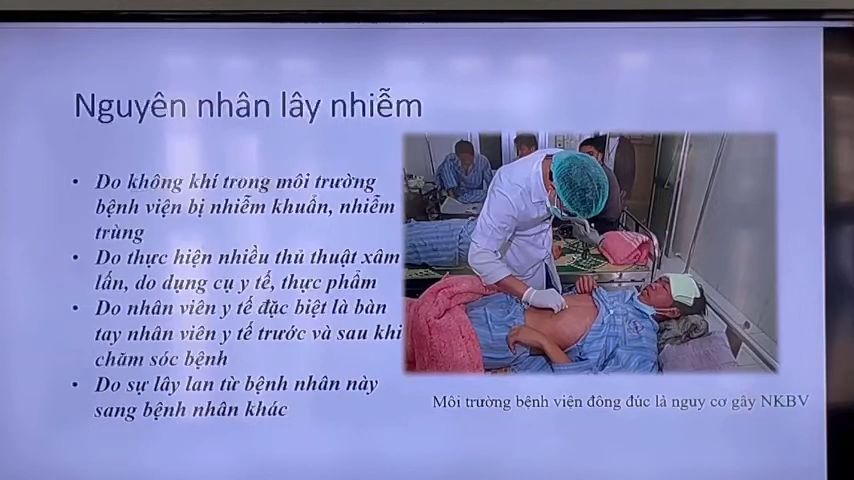 Nguyên nhân lây nhiễm
• Do không khí trong môi trường
bệnh viện bị nhiễm khuẩn, nhiễm
trùng
• Do thực hiện nhiều thủ thuật xâm
lấn, do dụng cụ y tế, thực phẩm
• Do nhân viên y tế đặc biệt là bàn
tay nhân viên y tế trước và sau khi
chăm sóc bệnh
• Do sự lây lan từ bệnh nhân này
sang bệnh nhân khác
Môi trường bệnh viện đông đúc là nguy cơ gây NKBV